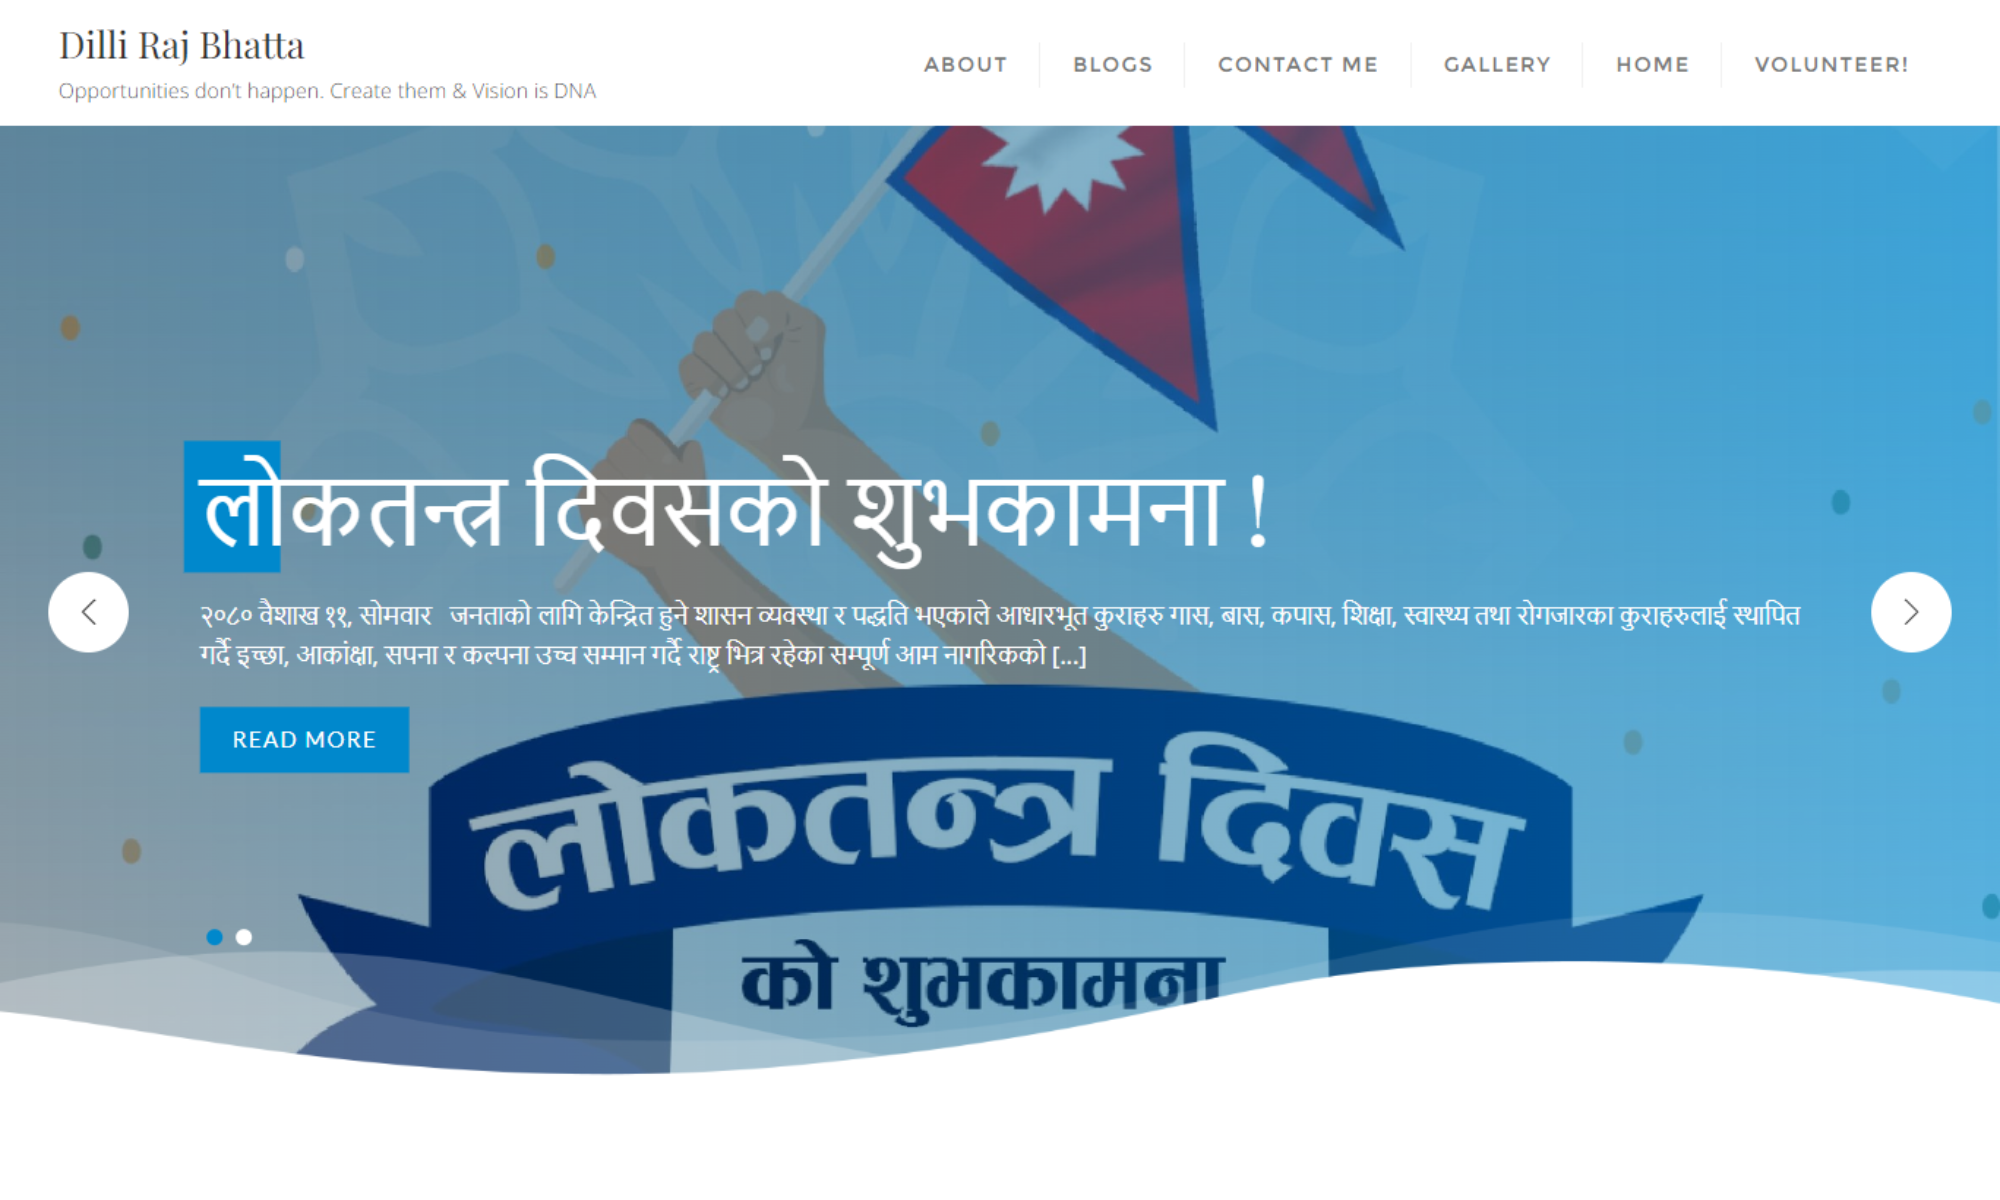 Dilli Raj Bhatta
Opportunities don't happen. Create them & Vision is DNA
ABOUT
BLOGS
CONTACT ME
GALLERY
HOME
VOLUNTEER!
लोकतन्त्र दिवसको शुभकामना !
२०८० वैशाख ११, सोमवार जनताको लागि केन्द्रित हुने शासन व्यवस्था र पद्धति भएकाले आधारभूत कुराहरु गास, बास, कपास, शिक्षा, स्वास्थ्य तथा रोगजारका कुराहरुलाई स्थापित
गर्दै इच्छा, आकांक्षा, सपना र कल्पना उच्च सम्मान गर्दै राष्ट्र भित्र रहेका सम्पूर्ण आम नागरिकको [...]
READ MORE
लोकतन्त्र दिवस
को शुभकामना